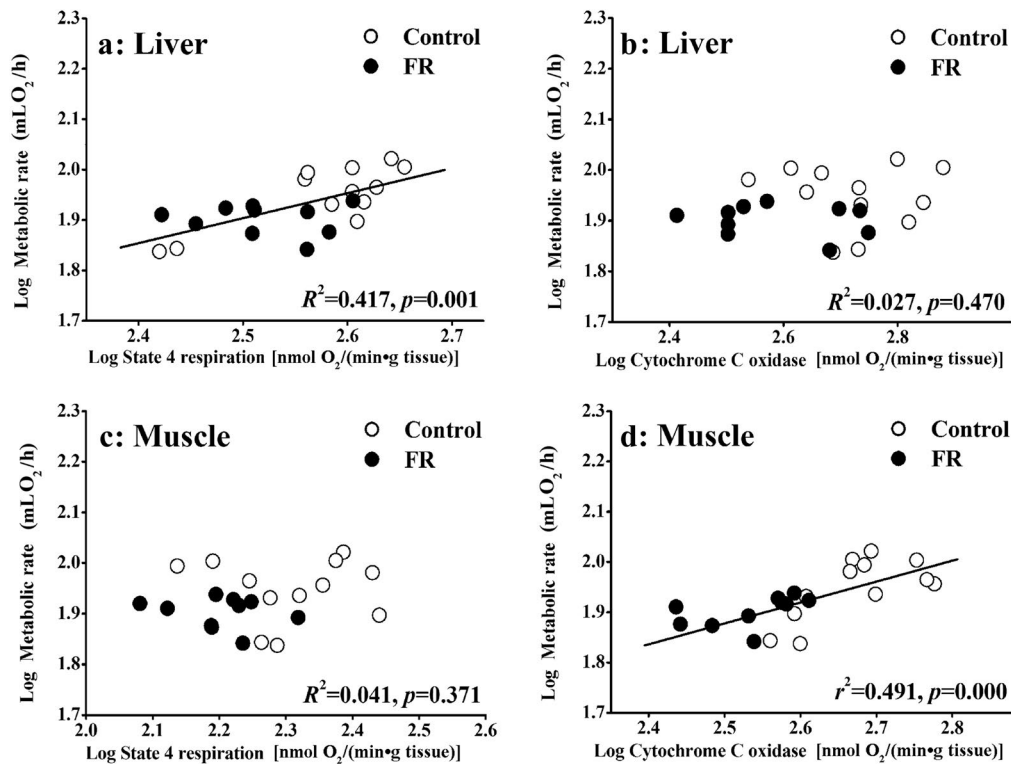 a: Liver
Control
FR
2.3
2.2
2.1
2.0
1.9
1.8
1.7
Log Metabolic rate (mLO₂/h)
R²=0.417, p=0.001
2.4 2.5 2.6 2.7
Log State 4 respiration [nmol O₂/(min•g tissue)]
b: Liver
Control
FR
2.3
2.2
2.1
2.0
1.9
1.8
1.7
Log Metabolic rate (mLO₂/h)
R²=0.027, p=0.470
2.4 2.6 2.8
Log Cytochrome C oxidase [nmol O₂/(min•g tissue)]
c: Muscle
Control
FR
2.3
2.2
2.1
2.0
1.9
1.8
1.7
Log Metabolic rate (mLO₂/h)
R²=0.041, p=0.371
2.0 2.1 2.2 2.3 2.4 2.5 2.6
Log State 4 respiration [nmol O₂/(min•g tissue)]
d: Muscle
Control
FR
2.3
2.2
2.1
2.0
1.9
1.8
1.7
Log Metabolic rate (mLO₂/h)
r²=0.491, p=0.000
2.4 2.5 2.6 2.7 2.8
Log Cytochrome C oxidase [nmol O₂/(min•g tissue)]